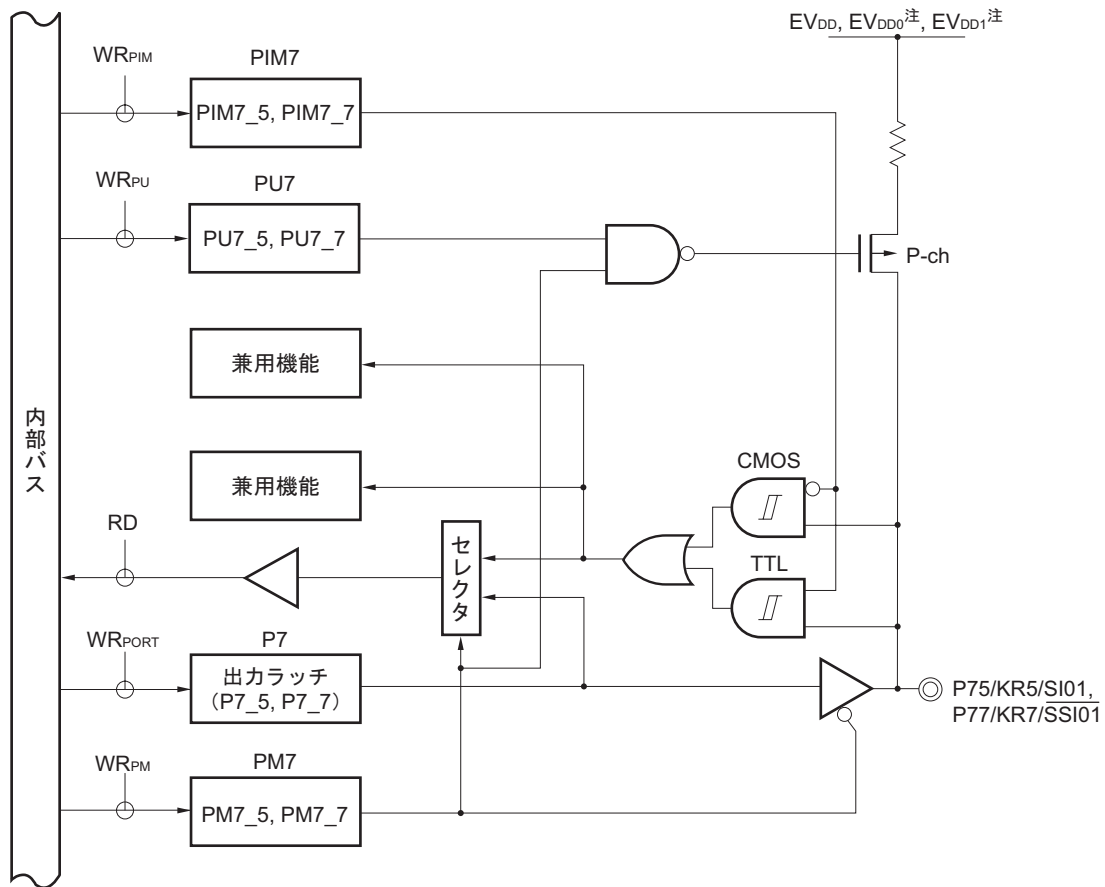 EVDD, EVDD0注, EVDD1注
WRPIM
PIM7
PIM7_5, PIM7_7
WRPU
PU7
PU7_5, PU7_7
P-ch
兼用機能
内部バス
兼用機能
CMOS
RD
セレクタ
TTL
WRPORT
P7
出力ラッチ
(P7_5, P7_7)
P75/KR5/SI01,
P77/KR7/SSI01
WRPM
PM7
PM7_5, PM7_7